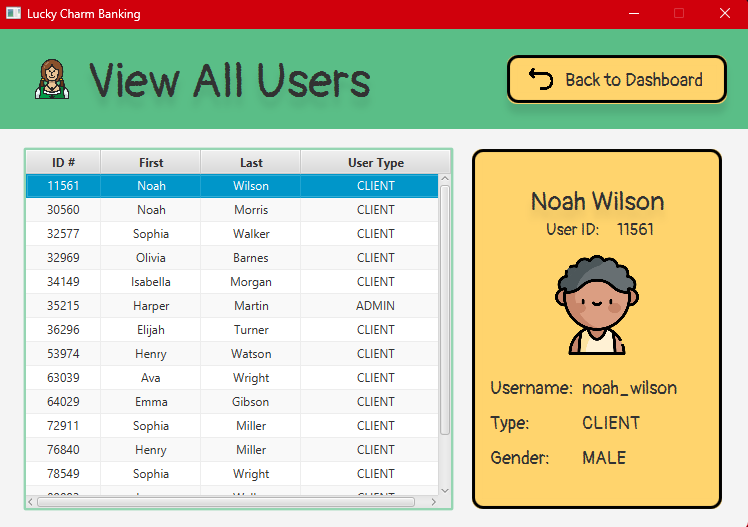 Lucky Charm Banking
View All Users
Back to Dashboard
ID # First Last User Type
11561 Noah Wilson CLIENT
30560 Noah Morris CLIENT
32577 Sophia Walker CLIENT
32969 Olivia Barnes CLIENT
34149 Isabella Morgan CLIENT
35215 Harper Martin ADMIN
36296 Elijah Turner CLIENT
53974 Henry Watson CLIENT
63039 Ava Wright CLIENT
64029 Emma Gibson CLIENT
72911 Sophia Miller CLIENT
76840 Henry Miller CLIENT
78549 Sophia Wright CLIENT
CLIENT
Noah Wilson
User ID: 11561
Username: noah_wilson
Type: CLIENT
Gender: MALE